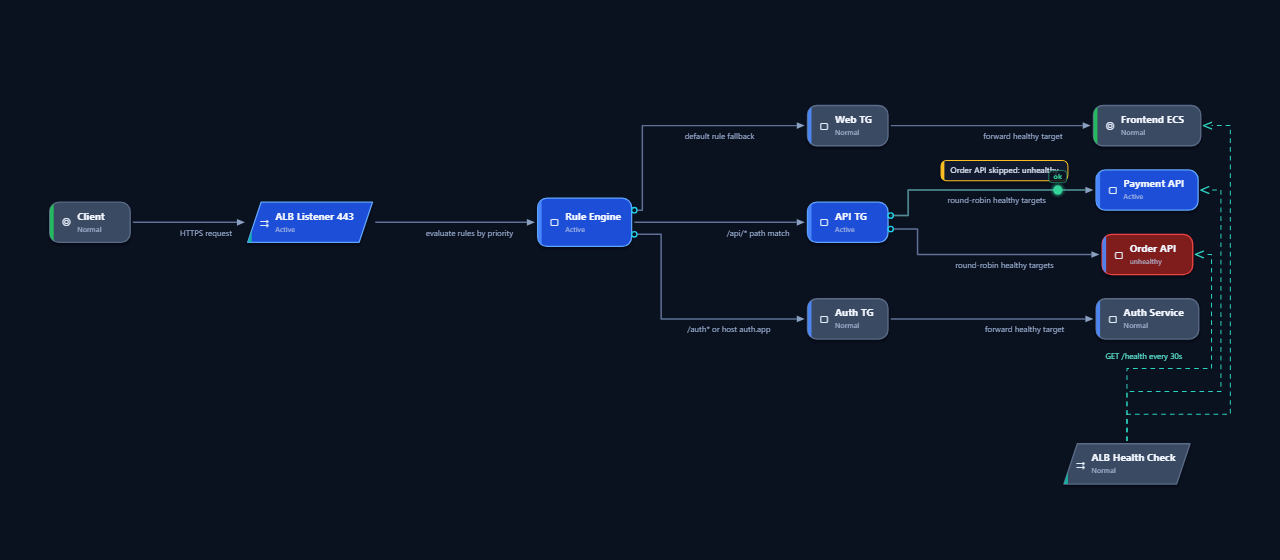 Client
Normal
HTTPS request
ALB Listener 443
Active
evaluate rules by priority
Rule Engine
Active
default rule fallback
/api/* path match
/auth* or host auth.app
Web TG
Normal
API TG
Active
Auth TG
Normal
forward healthy target
Order API skipped: unhealthy
ok
round-robin healthy targets
round-robin healthy targets
forward healthy target
Frontend ECS
Normal
Payment API
Active
Order API
unhealthy
Auth Service
Normal
GET /health every 30s
ALB Health Check
Normal